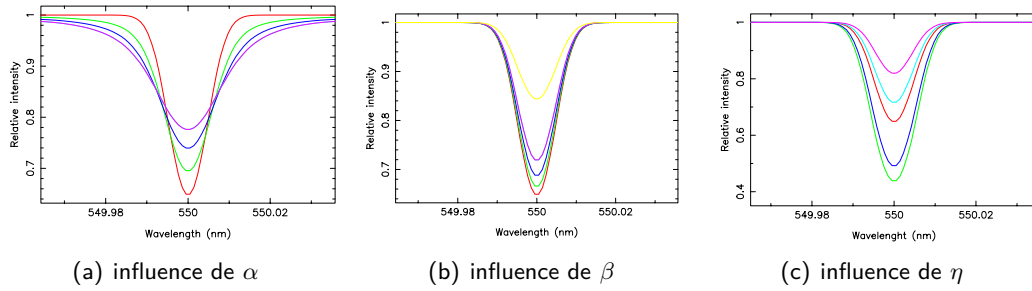 1
0.9
0.8
0.7
Relative intensity
549.98
550
550.02
Wavelength (nm)
(a) influence de α
1
0.9
0.8
0.7
Relative intensity
549.98
550
550.02
Wavelength (nm)
(b) influence de β
1
0.8
0.6
0.4
Relative intensity
549.98
550
550.02
Wavelenght (nm)
(c) influence de η